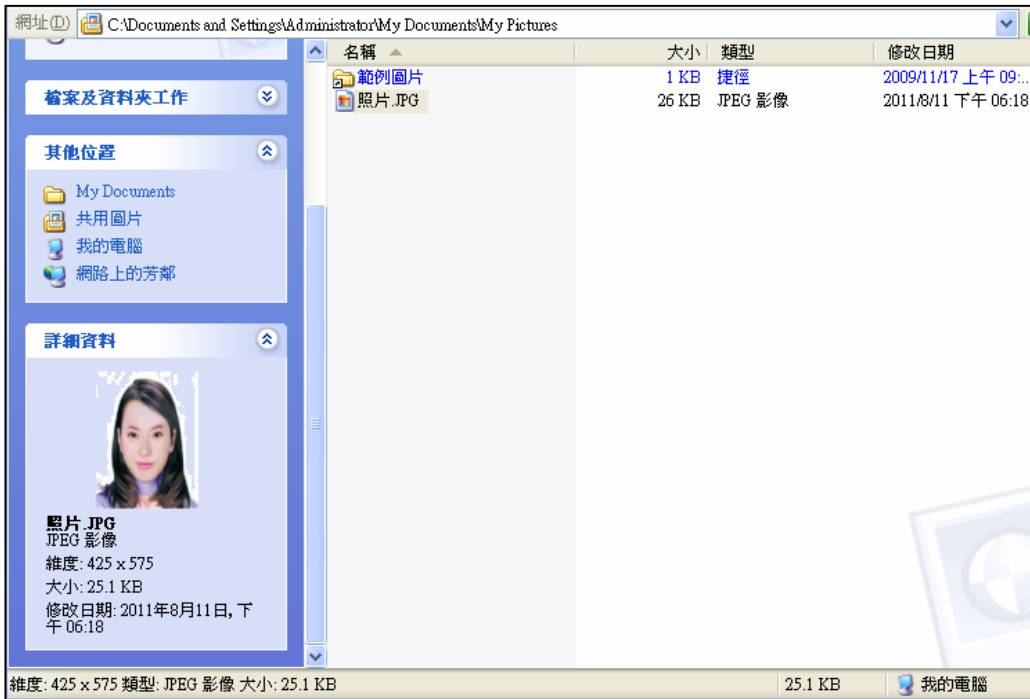 網址(D) C:\Documents and Settings\Administrator\My Documents\My Pictures
名稱 大小 類型 修改日期
範例圖片 1 KB 捷徑 2009/11/17 上午 09:...
照片.JPG 26 KB JPEG 影像 2011/8/11 下午 06:18
檔案及資料夾工作
其他位置
My Documents
共用圖片
我的電腦
網路上的芳鄰
詳細資料
照片.JPG
JPEG 影像
維度: 425 x 575
大小: 25.1 KB
修改日期: 2011年8月11日, 下
午 06:18
維度: 425 x 575 類型: JPEG 影像 大小: 25.1 KB 25.1 KB 我的電腦